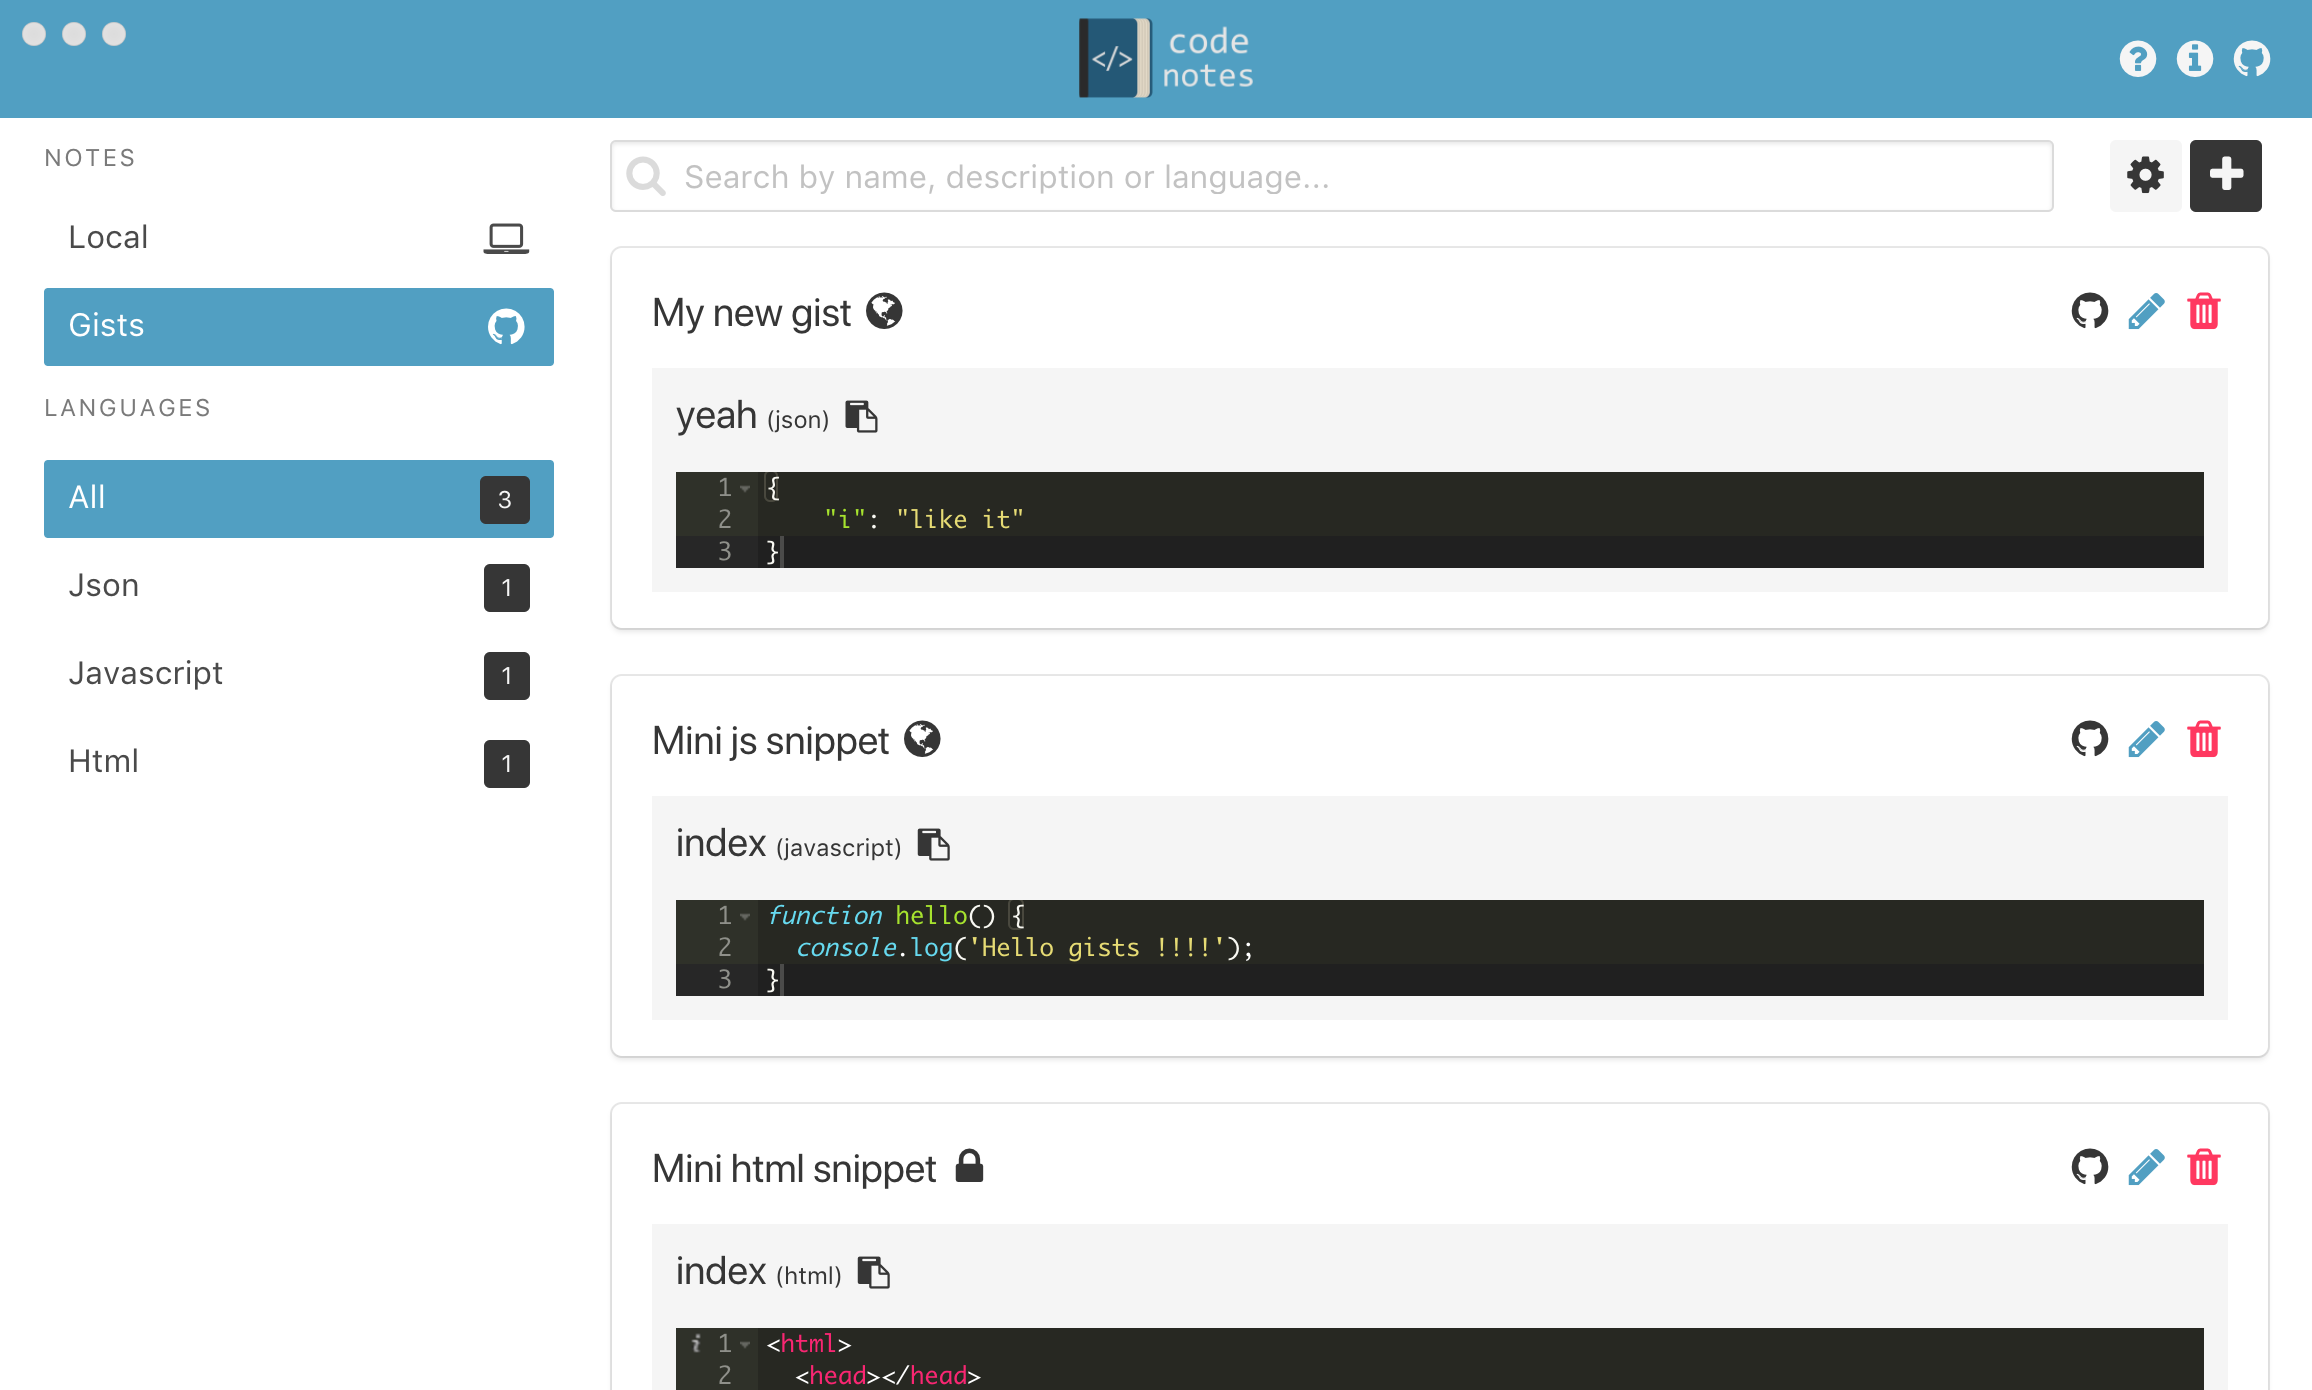 </> code
notes
NOTES
Local
Gists
LANGUAGES
All 3
Json 1
Javascript 1
Html 1
Search by name, description or language...
My new gist
yeah (json)
1 {
2 "i": "like it"
3 }
Mini js snippet
index (javascript)
1 function hello() {
2 console.log('Hello gists !!!!');
3 }
Mini html snippet
index (html)
i 1 <html>
2 <head></head>